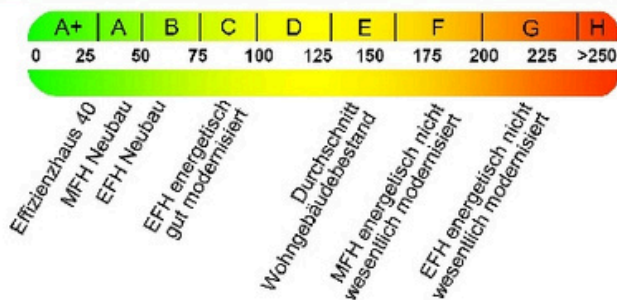 A+ A B C D E F G H
0 25 50 75 100 125 150 175 200 225 >250
Effizienzhaus 40
MFH Neubau
EFH Neubau
EFH energetisch
gut modernisiert
Durchschnitt
Wohngebäudebestand
MFH energetisch nicht
wesentlich modernisiert
EFH energetisch nicht
wesentlich modernisiert